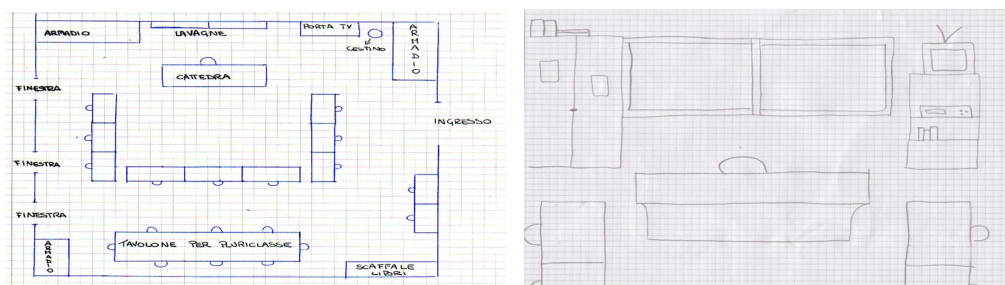 ARMADIO
LAVAGNE
PORTA TV
CESTINO
ARMADIO
CATTEDRA
FINESTRA
INGRESSO
FINESTRA
FINESTRA
TAVOLONE PER PLURICLASSE
ARMADIO
SCAFFALE
LIBRI